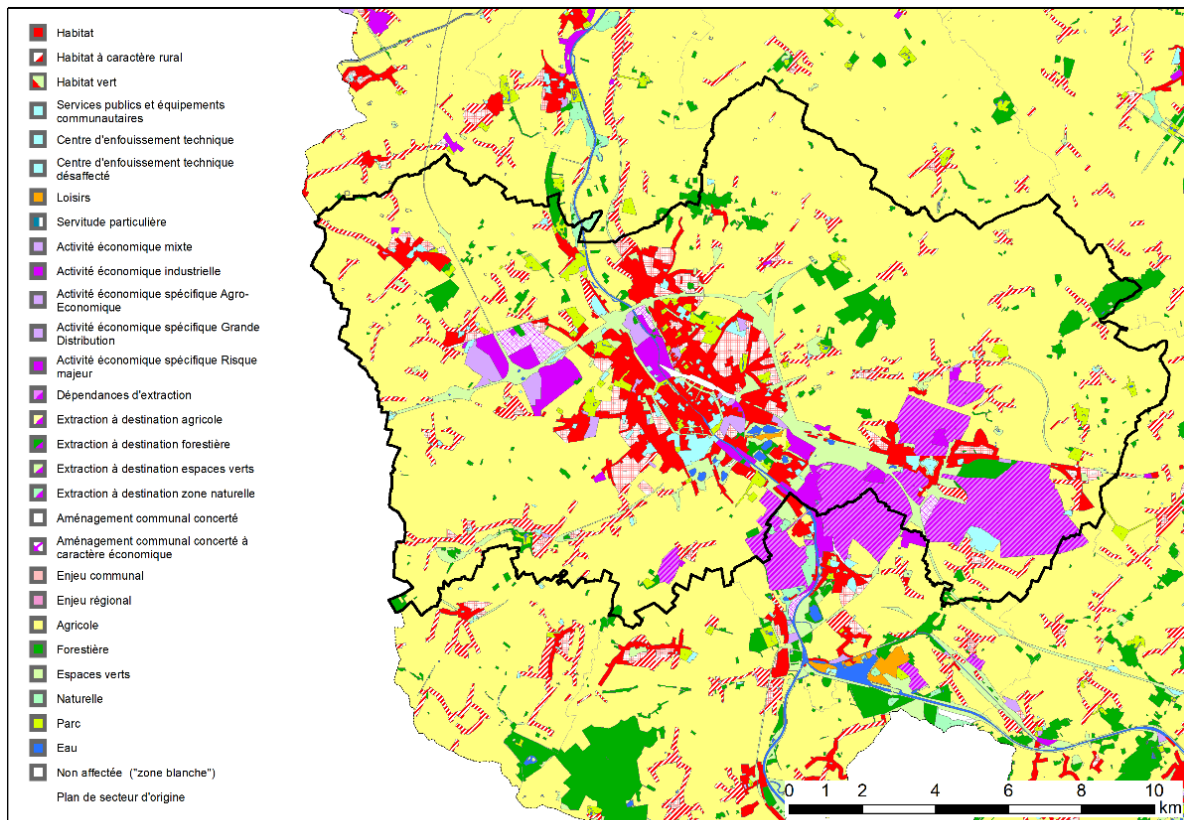 Habitat
Habitat à caractère rural
Habitat vert
Services publics et équipements
communautaires
Centre d'enfouissement technique
Centre d'enfouissement technique
désaffecté
Loisirs
Servitude particulière
Activité économique mixte
Activité économique industrielle
Activité économique spécifique Agro-
Economique
Activité économique spécifique Grande
Distribution
Activité économique spécifique Risque
majeur
Dépendances d'extraction
Extraction à destination agricole
Extraction à destination forestière
Extraction à destination espaces verts
Extraction à destination zone naturelle
Aménagement communal concerté
Aménagement communal concerté à
caractère économique
Enjeu communal
Enjeu régional
Agricole
Forestière
Espaces verts
Naturelle
Parc
Eau
Non affectée ("zone blanche")
Plan de secteur d'origine
0 1 2 4 6 8 10
km